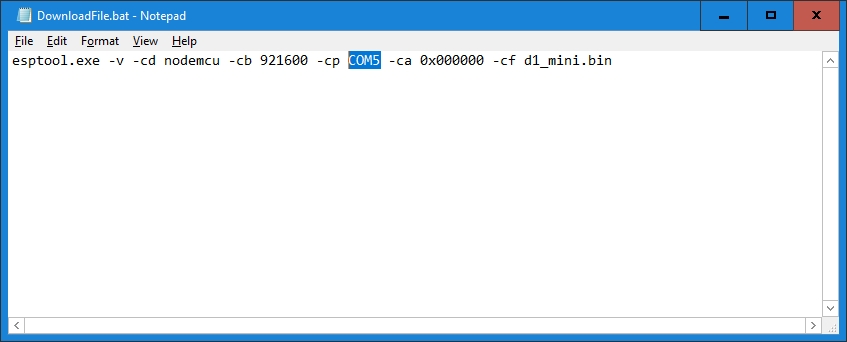 DownloadFile.bat - Notepad
File Edit Format View Help
esptool.exe -v -cd nodemcu -cb 921600 -cp COM5 -ca 0x000000 -cf d1_mini.bin